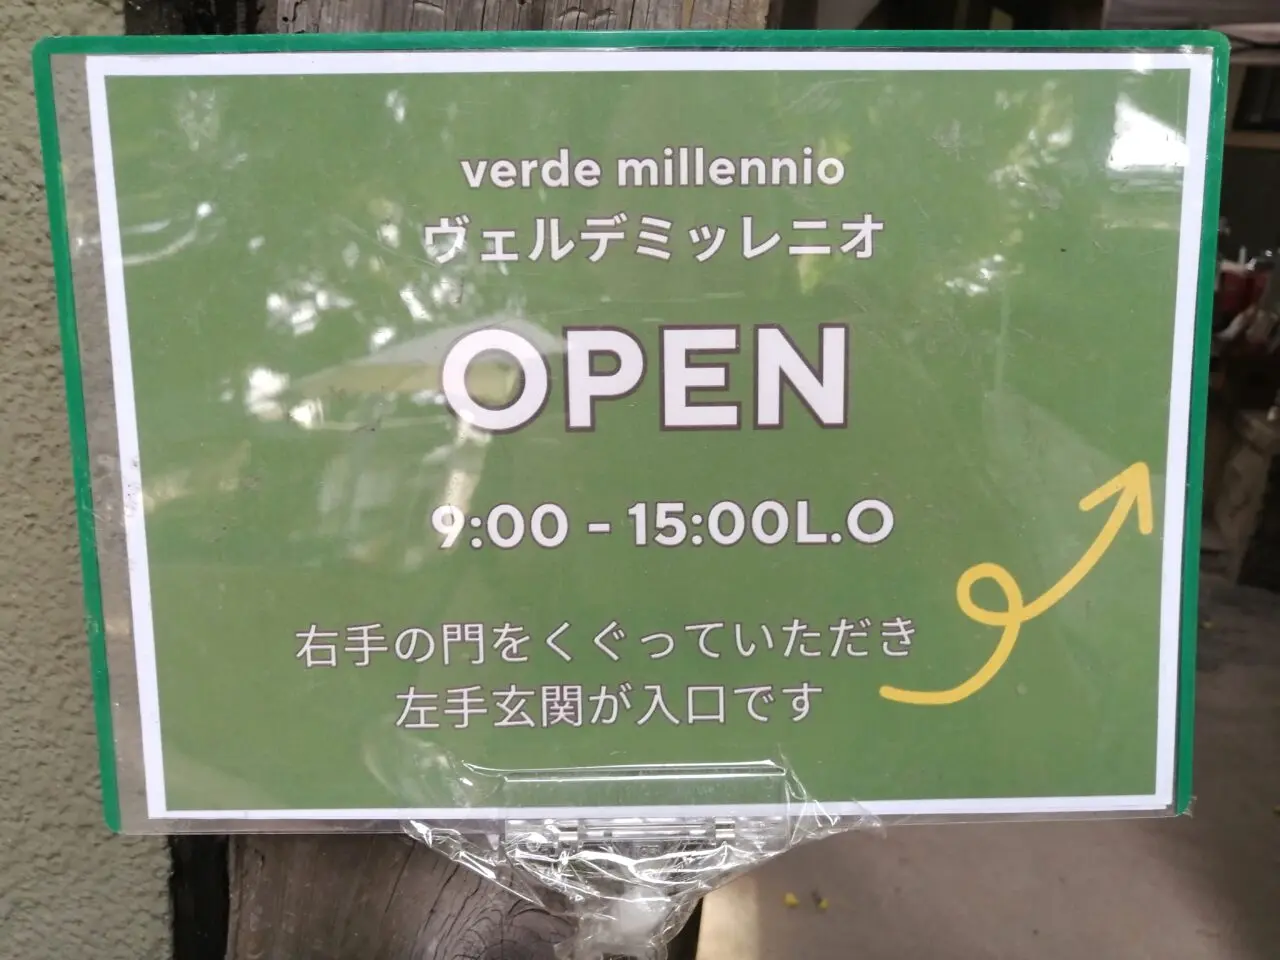 verde millennio
ヴェルデミッレニオ
OPEN
9:00 - 15:00L.O
右手の門をくぐっていただき
左手玄関が入口です